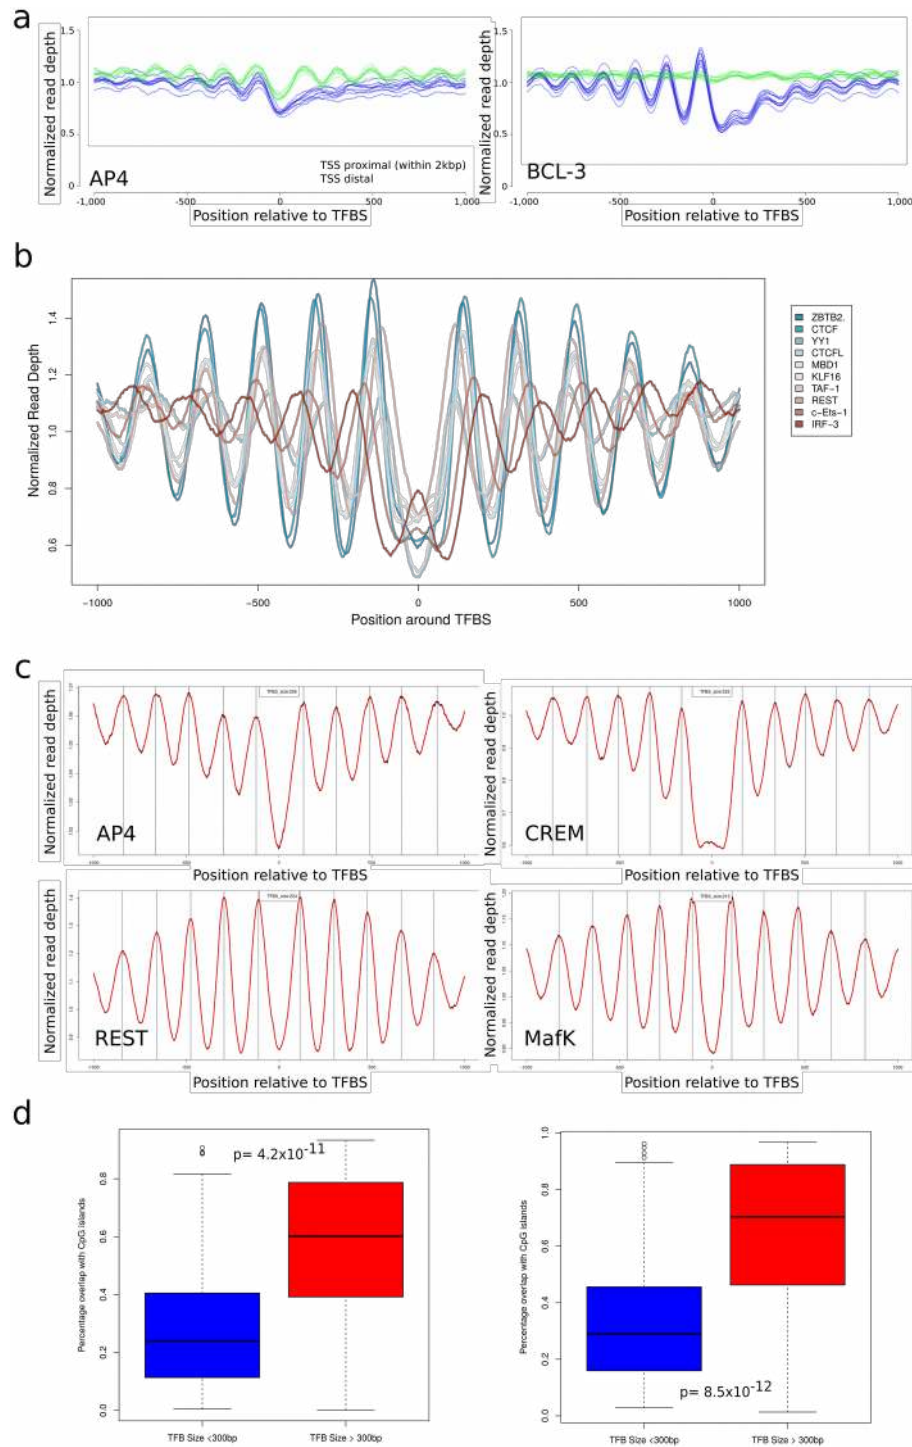 a
Normalized read depth
1.5
1.0
0.5
0
AP4
TSS proximal (within 2kbp)
TSS distal
-1,000
-500
0
500
1,000
Position relative to TFBS
Normalized read depth
1.5
1.0
0.5
0
BCL-3
-1,000
-500
0
500
1,000
Position relative to TFBS
b
Normalized Read Depth
1.4
1.2
1.0
0.8
0.6
-1000
-500
0
500
1000
Position around TFBS
ZBTB2.
CTCF
YY1
CTCFL
MBD1
KLF16
TAF-1
REST
c-Ets-1
IRF-3
c
Normalized read depth
AP4
Position relative to TFBS
Normalized read depth
CREM
Position relative to TFBS
Normalized read depth
REST
Position relative to TFBS
Normalized read depth
MafK
Position relative to TFBS
d
Percentage overlap with CpG islands
0.8
0.6
0.4
0.2
0.0
p= 4.2x10-11
TFB Size <300bp
TFB Size > 300bp
Percentage overlap with CpG islands
1.0
0.8
0.6
0.4
0.2
0.0
p= 8.5x10-12
TFB Size <300bp
TFB Size > 300bp